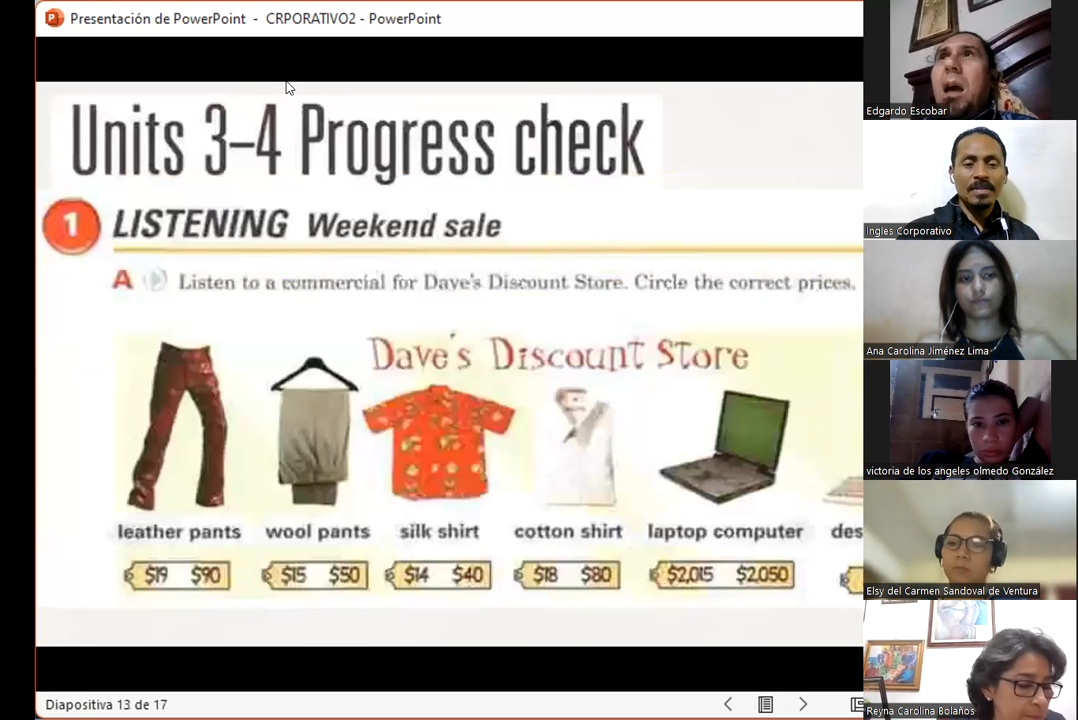 Presentación de PowerPoint - CRPORATIVO2 - PowerPoint
Units 3–4 Progress check
1 LISTENING Weekend sale
A Listen to a commercial for Dave's Discount Store. Circle the correct prices.
Dave's Discount Store
leather pants wool pants silk shirt cotton shirt laptop computer des
$19 $90 $15 $50 $14 $40 $18 $80 $2,015 $2,050
Diapositiva 13 de 17
Edgardo Escobar
Ingles Corporativo
Ana Carolina Jiménez Lima
victoria de los angeles olmedo González
Elsy del Carmen Sandoval de Ventura
Reyna Carolina Bolaños